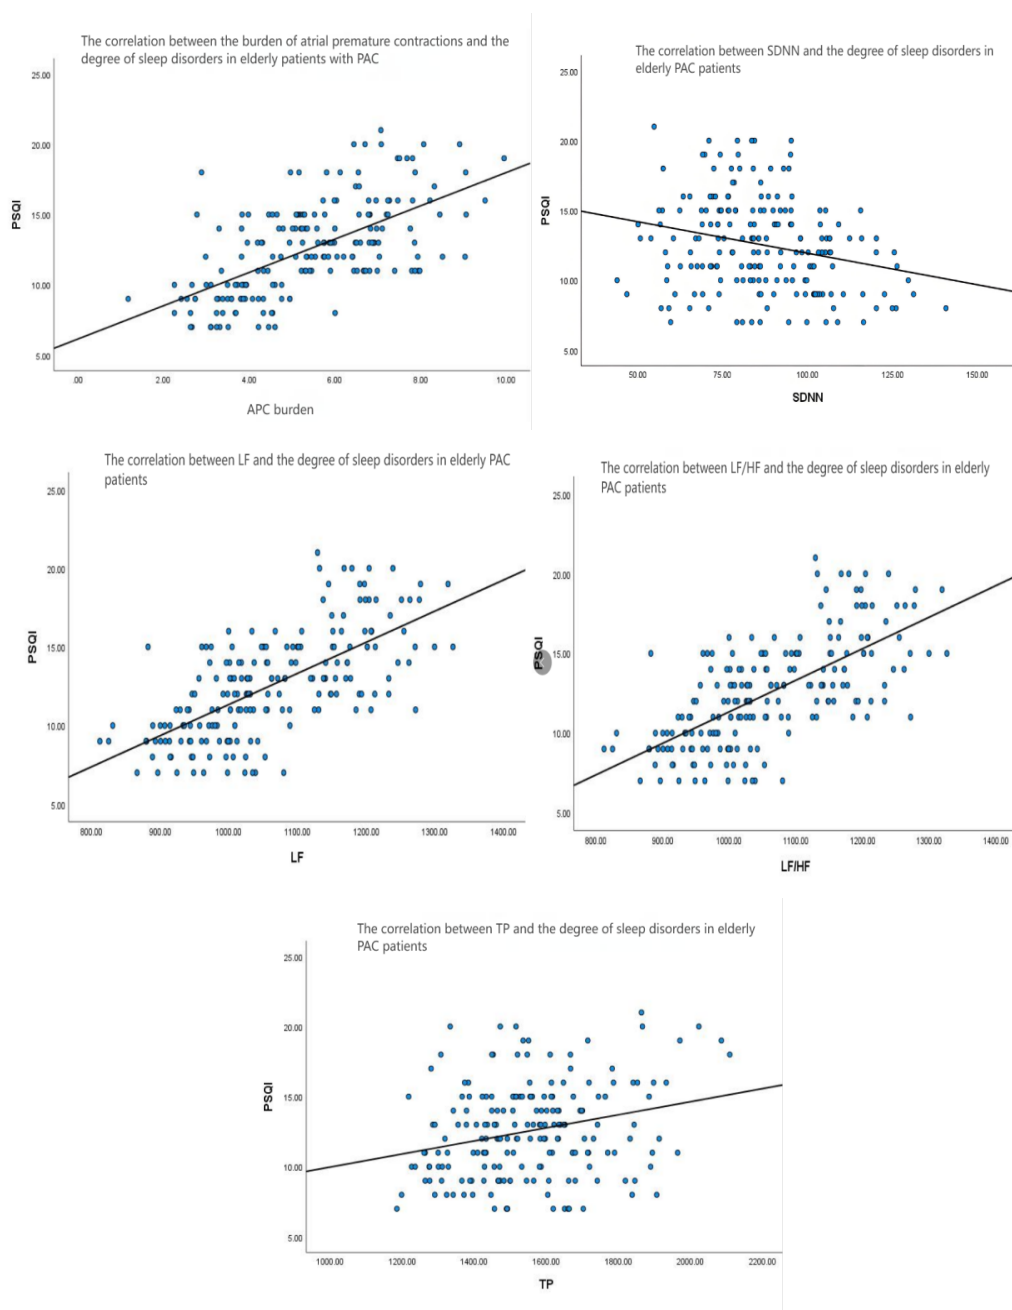 The correlation between the burden of atrial premature contractions and the
degree of sleep disorders in elderly patients with PAC
25.00
20.00
15.00
10.00
5.00
PSQI
.00 2.00 4.00 6.00 8.00 10.00
APC burden
The correlation between SDNN and the degree of sleep disorders in
elderly PAC patients
25.00
20.00
15.00
10.00
5.00
PSQI
50.00 75.00 100.00 125.00 150.00
SDNN
The correlation between LF and the degree of sleep disorders in elderly PAC
patients
25.00
20.00
15.00
10.00
5.00
PSQI
800.00 900.00 1000.00 1100.00 1200.00 1300.00 1400.00
LF
The correlation between LF/HF and the degree of sleep disorders in elderly
PAC patients
25.00
20.00
15.00
10.00
5.00
PSQI
800.00 900.00 1000.00 1100.00 1200.00 1300.00 1400.00
LF/HF
The correlation between TP and the degree of sleep disorders in elderly
PAC patients
25.00
20.00
15.00
10.00
5.00
PSQI
1000.00 1200.00 1400.00 1600.00 1800.00 2000.00 2200.00
TP